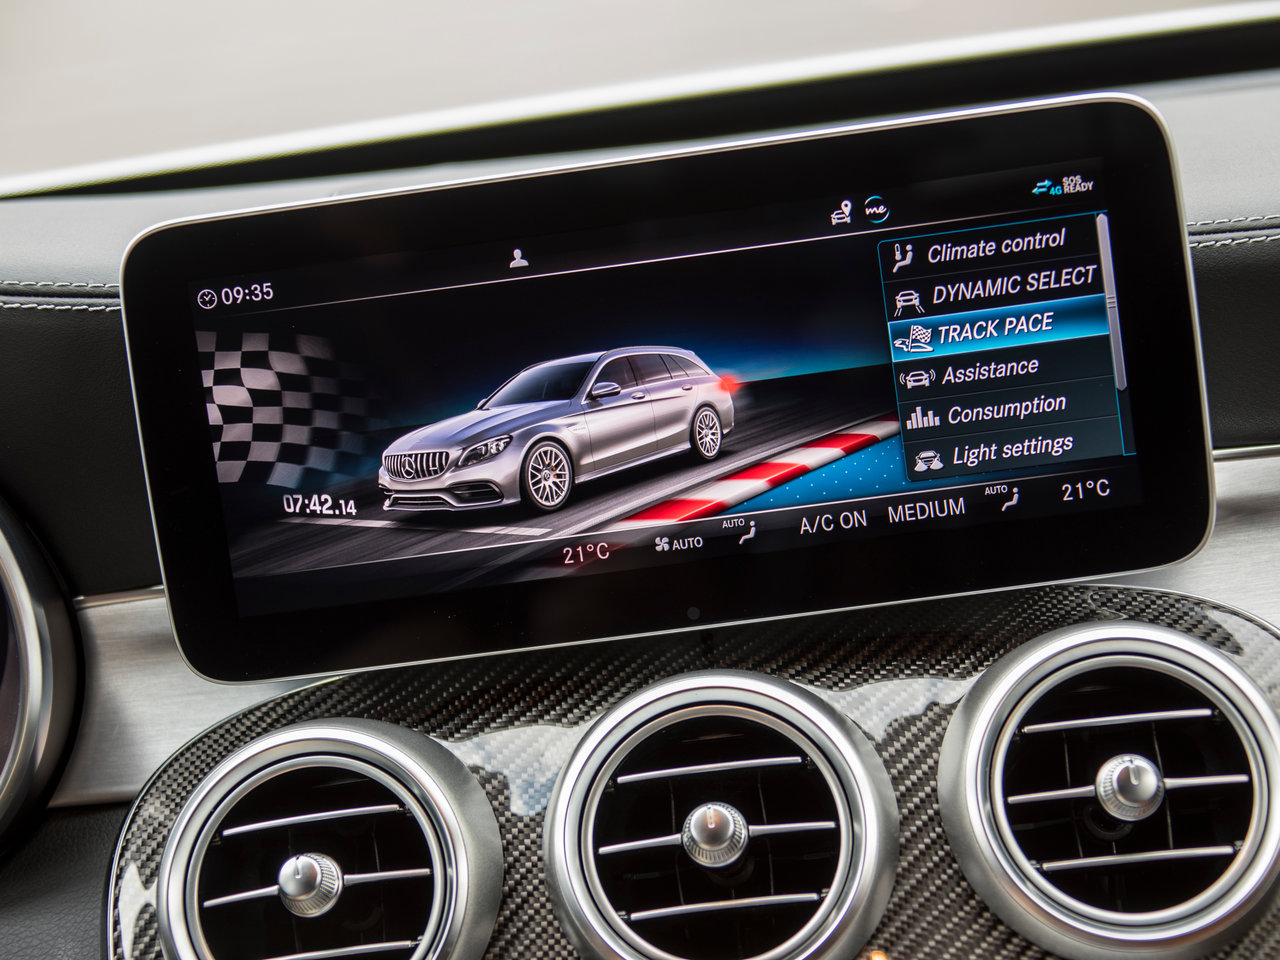 SOS
4G READY
me
09:35
Climate control
DYNAMIC SELECT
TRACK PACE
Assistance
Consumption
Light settings
07:42.14
21°C
AUTO
AUTO
A/C ON
MEDIUM
AUTO
21°C